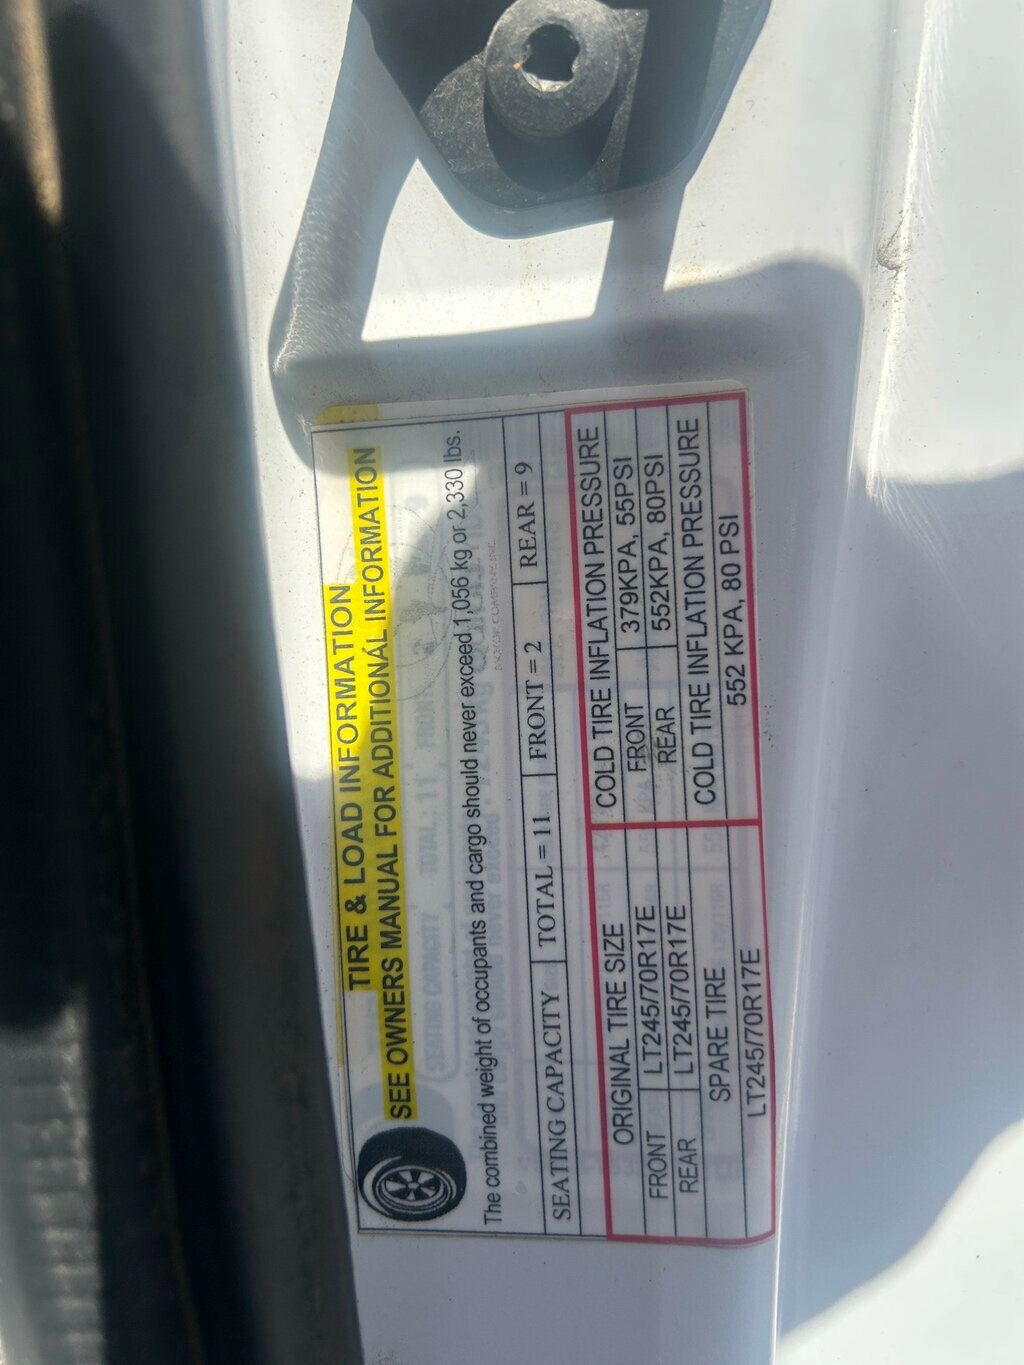 TIRE & LOAD INFORMATION
SEE OWNERS MANUAL FOR ADDITIONAL INFORMATION
The combined weight of occupants and cargo should never exceed 1,056 kg or 2,330 lbs.
SEATING CAPACITY TOTAL = 11 FRONT = 2 REAR = 9
ORIGINAL TIRE SIZE COLD TIRE INFLATION PRESSURE
FRONT LT245/70R17E FRONT 379KPA, 55PSI
REAR LT245/70R17E REAR 552KPA, 80PSI
SPARE TIRE COLD TIRE INFLATION PRESSURE
LT245/70R17E 552 KPA, 80 PSI